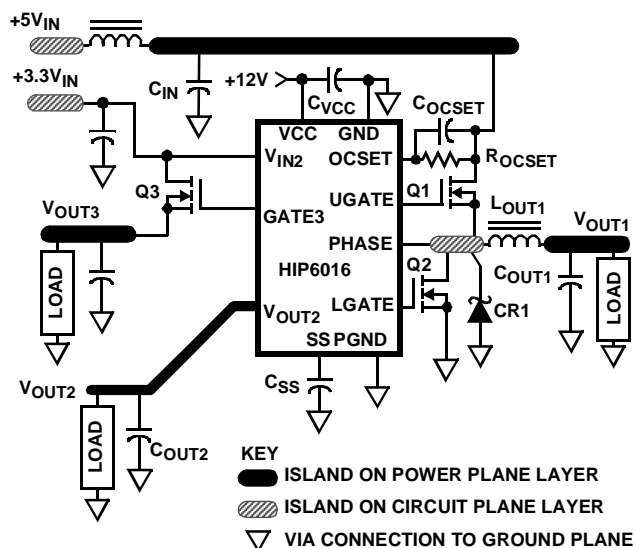 +5VIN
+3.3VIN
CIN
+12V
CVCC
COCSET
VCC
GND
VIN2
OCSET
ROCSET
Q3
UGATE
Q1
GATE3
LOUT1
VOUT3
VOUT1
PHASE
HIP6016
Q2
COUT1
LOAD
LOAD
VOUT2
LGATE
CR1
SS
PGND
CSS
VOUT2
LOAD
COUT2
KEY
ISLAND ON POWER PLANE LAYER
ISLAND ON CIRCUIT PLANE LAYER
VIA CONNECTION TO GROUND PLANE